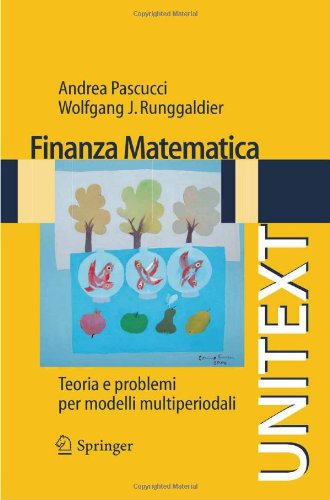 Andrea Pascucci
Wolfgang J. Runggaldier
Finanza Matematica
Teoria e problemi
per modelli multiperiodali
Springer
UNITEXT